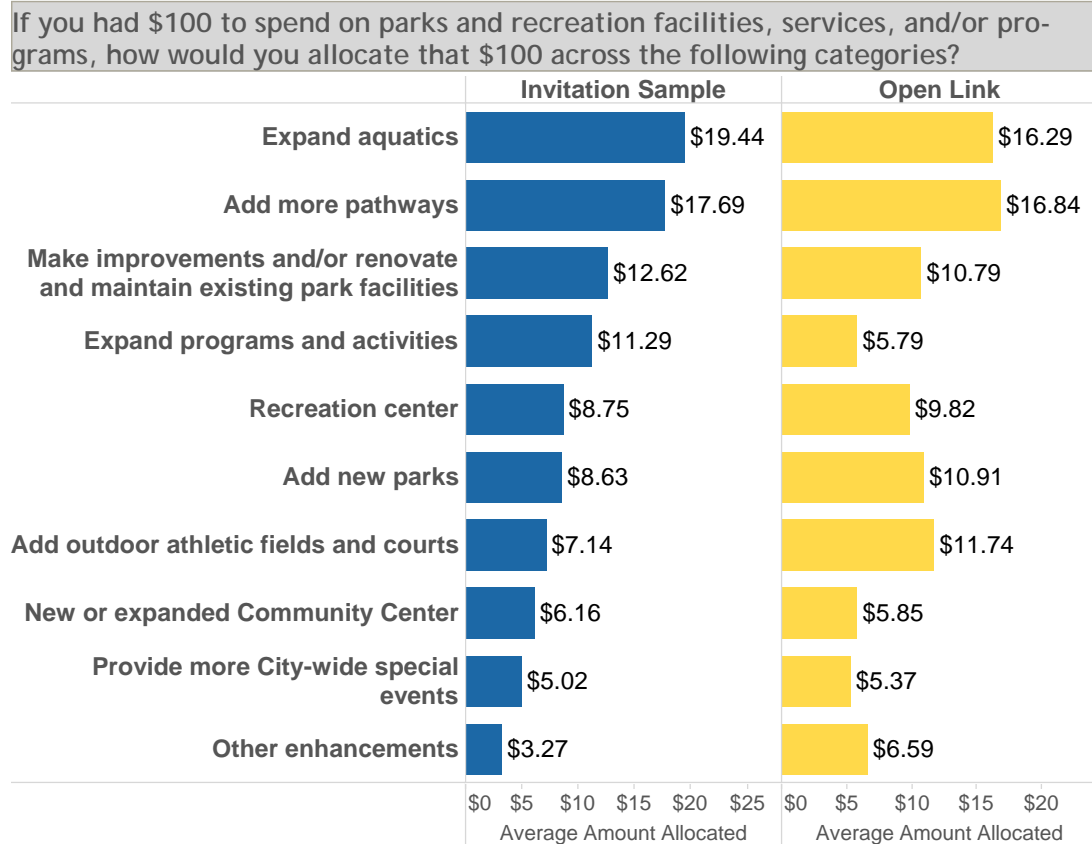 If you had $100 to spend on parks and recreation facilities, services, and/or pro-
grams, how would you allocate that $100 across the following categories?
Invitation Sample Open Link
Expand aquatics $19.44 $16.29
Add more pathways $17.69 $16.84
Make improvements and/or renovate
and maintain existing park facilities $12.62 $10.79
Expand programs and activities $11.29 $5.79
Recreation center $8.75 $9.82
Add new parks $8.63 $10.91
Add outdoor athletic fields and courts $7.14 $11.74
New or expanded Community Center $6.16 $5.85
Provide more City-wide special
events $5.02 $5.37
Other enhancements $3.27 $6.59
$0 $5 $10 $15 $20 $25 $0 $5 $10 $15 $20
Average Amount Allocated Average Amount Allocated